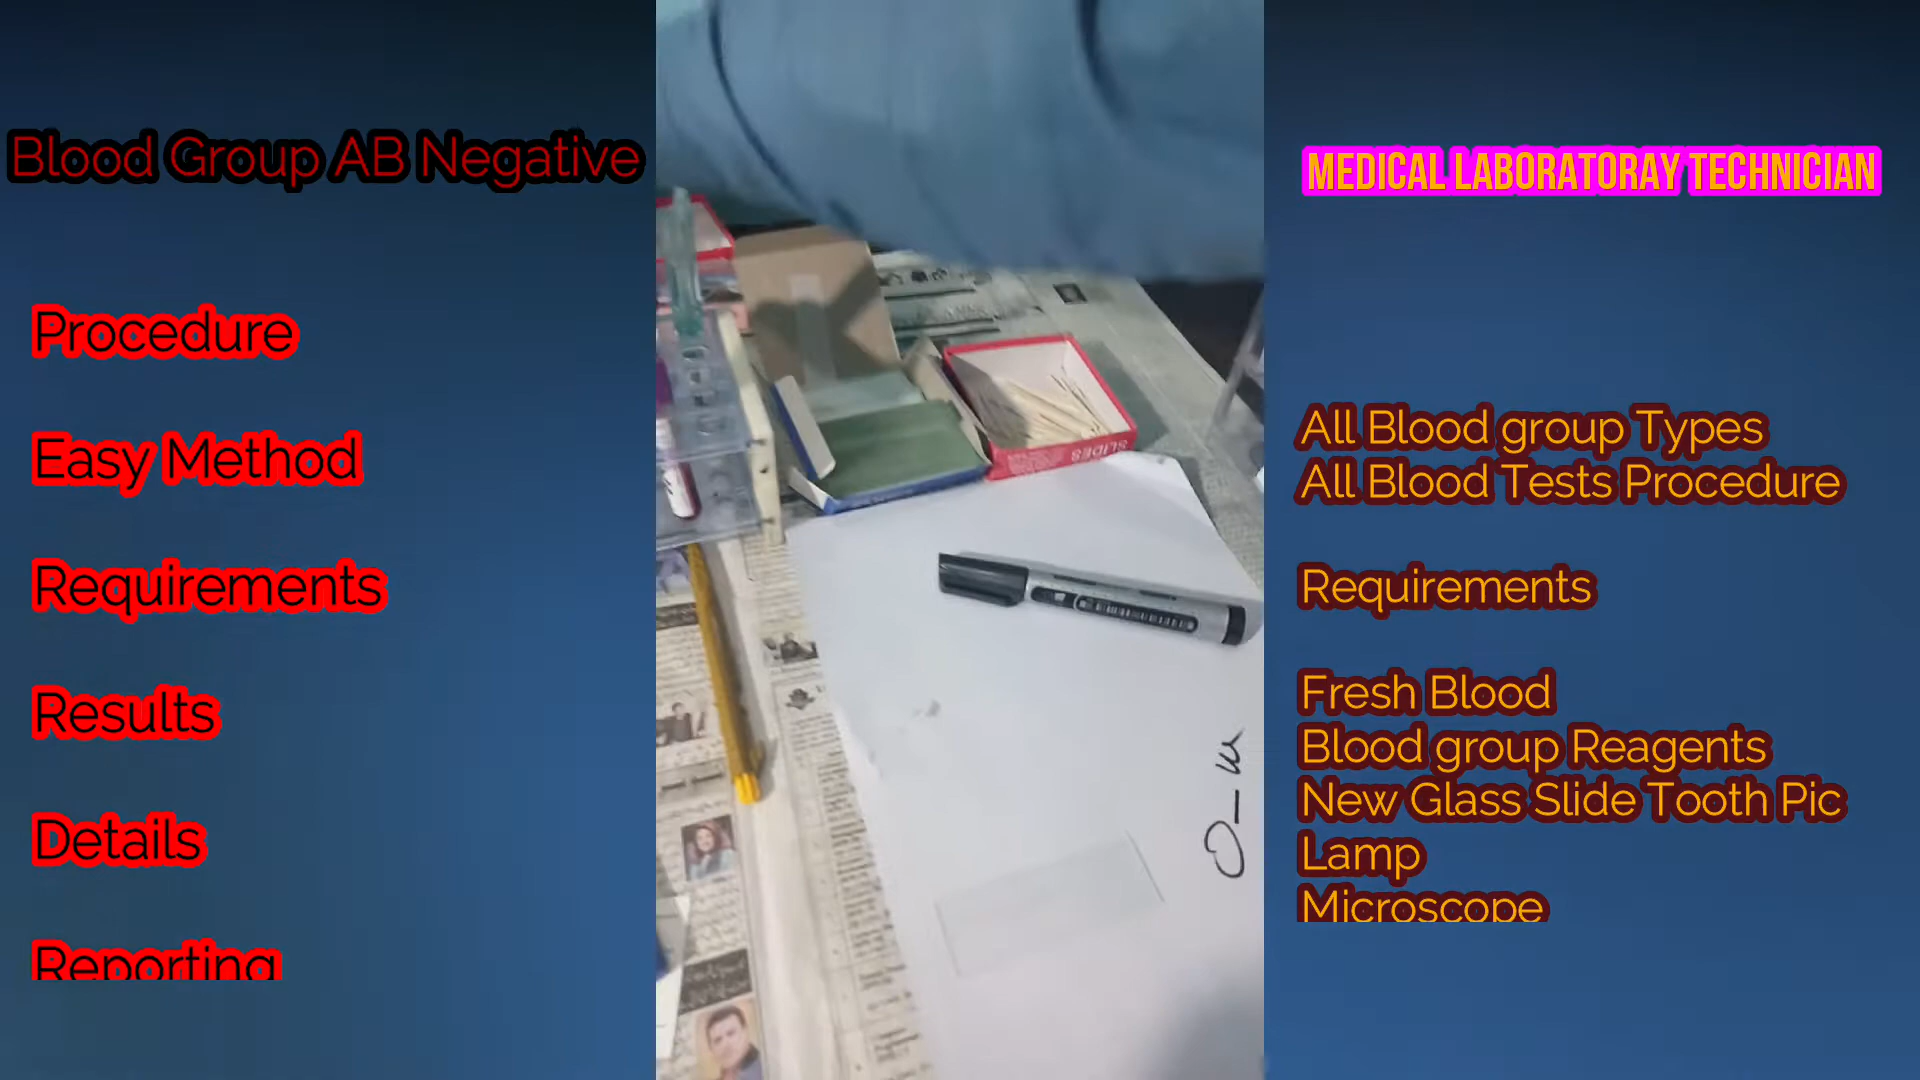 Blood Group AB Negative
Procedure
Easy Method
Requirements
Results
Details
Reporting
SLIDES
MEDICAL LABORATORAY TECHNICIAN
All Blood group Types
All Blood Tests Procedure
Requirements
Fresh Blood
Blood group Reagents
New Glass Slide Tooth Pic
Lamp
Microscope